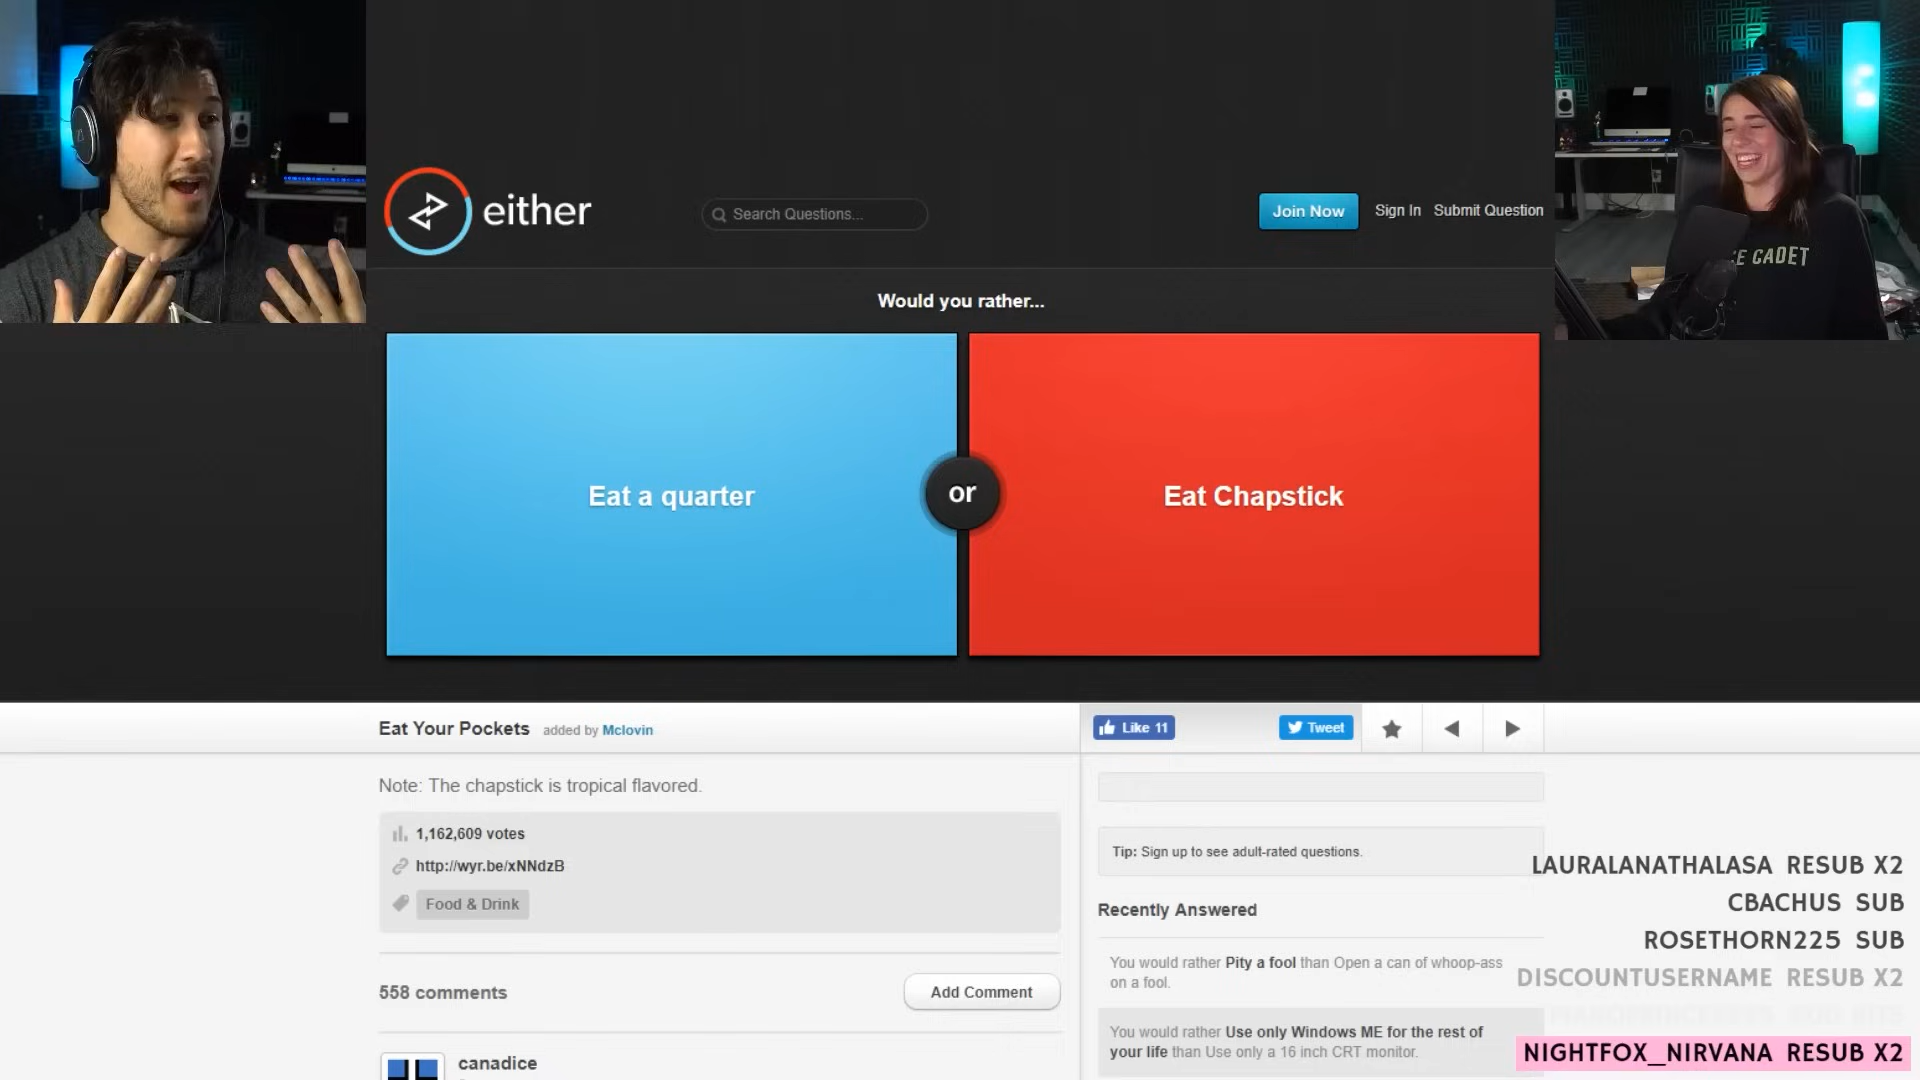 either
Search Questions...
Join Now
Sign In
Submit Question
CE CADET
Would you rather...
Eat a quarter
or
Eat Chapstick
Eat Your Pockets added by Mclovin
Like 11
Tweet
Note: The chapstick is tropical flavored.
1,162,609 votes
http://wyr.be/xNNdzB
Food & Drink
558 comments
Add Comment
canadice
Tip: Sign up to see adult-rated questions.
Recently Answered
You would rather Pity a fool than Open a can of whoop-ass
on a fool.
You would rather Use only Windows ME for the rest of
your life than Use only a 16 inch CRT monitor.
LAURALANATHALASA RESUB X2
CBACHUS SUB
ROSETHORN225 SUB
DISCOUNTUSERNAME RESUB X2
NIGHTFOX_NIRVANA RESUB X2